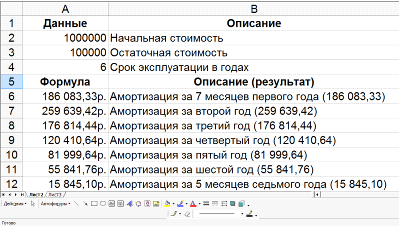 A B
1 Данные Описание
2 1000000 Начальная стоимость
3 100000 Остаточная стоимость
4 6 Срок эксплуатации в годах
5 Формула Описание (результат)
6 186 083,33р. Амортизация за 7 месяцев первого года (186 083,33)
7 259 639,42р. Амортизация за второй год (259 639,42)
8 176 814,44р. Амортизация за третий год (176 814,44)
9 120 410,64р. Амортизация за четвертый год (120 410,64)
10 81 999,64р. Амортизация за пятый год (81 999,64)
11 55 841,76р. Амортизация за шестой год (55 841,76)
12 15 845,10р. Амортизация за 5 месяцев седьмого года (15 845,10)
Лист2 Лист3
Действия Автофигуры
Готово